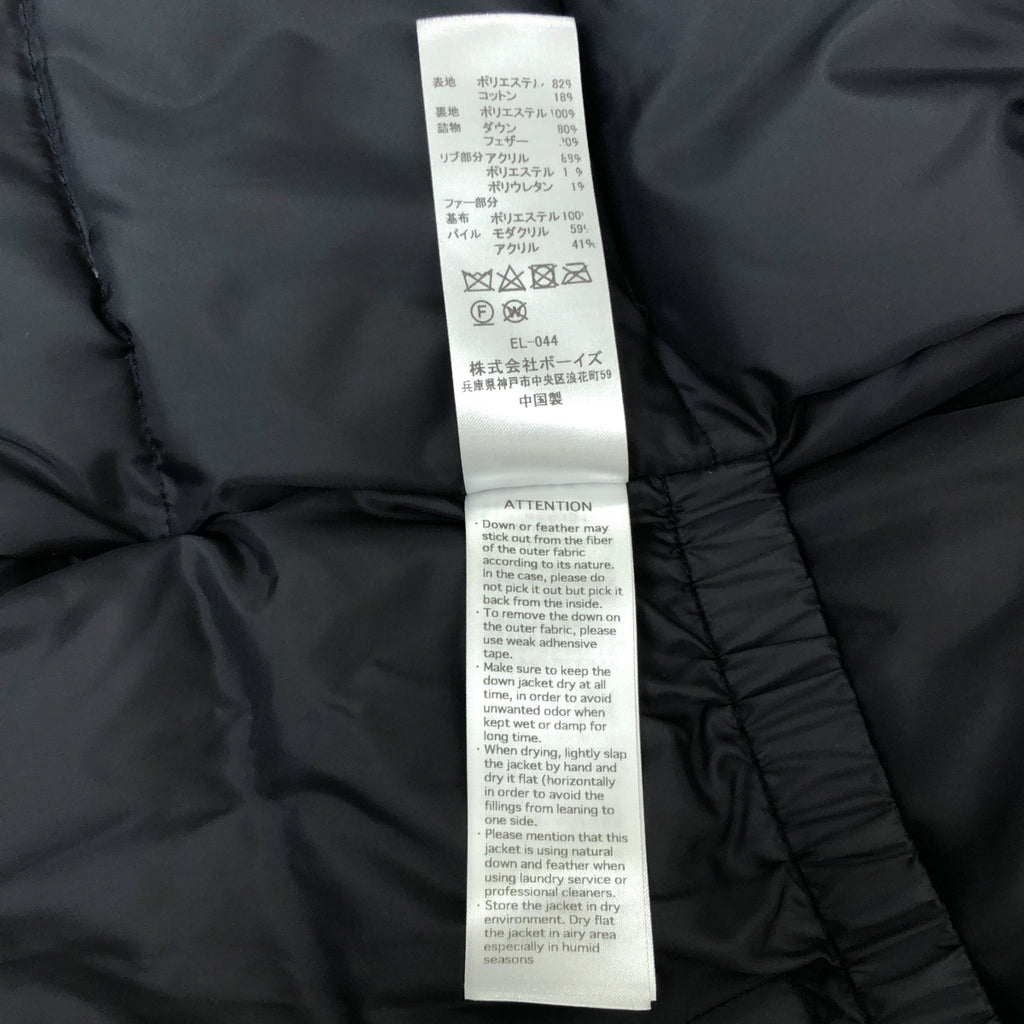 表地 ポリエステル 82%
コットン 18%
裏地 ポリエステル 100%
詰物 ダウン 80%
フェザー
リブ部分 アクリル
ポリエステル
ポリウレタン 1%
ファー部分
基布 ポリエステル 100
パイル モダクリル 59%
アクリル 41%
F W
EL-044
株式会社ボーイズ
兵庫県神戸市中央区浪花町59
中国製
ATTENTION
・Down or feather may
stick out from the fiber
of the outer fabric
according to its nature.
In the case, please do
not pick it out but pick it
back from the inside.
・To remove the down on
the outer fabric, please
use weak adhensive
tape.
・Make sure to keep the
down jacket dry at all
time, in order to avoid
unwanted odor when
kept wet or damp for
long time.
・When drying, lightly slap
the jacket by hand and
dry it flat (horizontally
in order to avoid the
fillings from leaning to
one side.
・Please mention that this
jacket is using natural
down and feather when
using laundry service or
professional cleaners.
・Store the jacket in dry
environment. Dry flat
the jacket in airy area
especially in humid
seasons